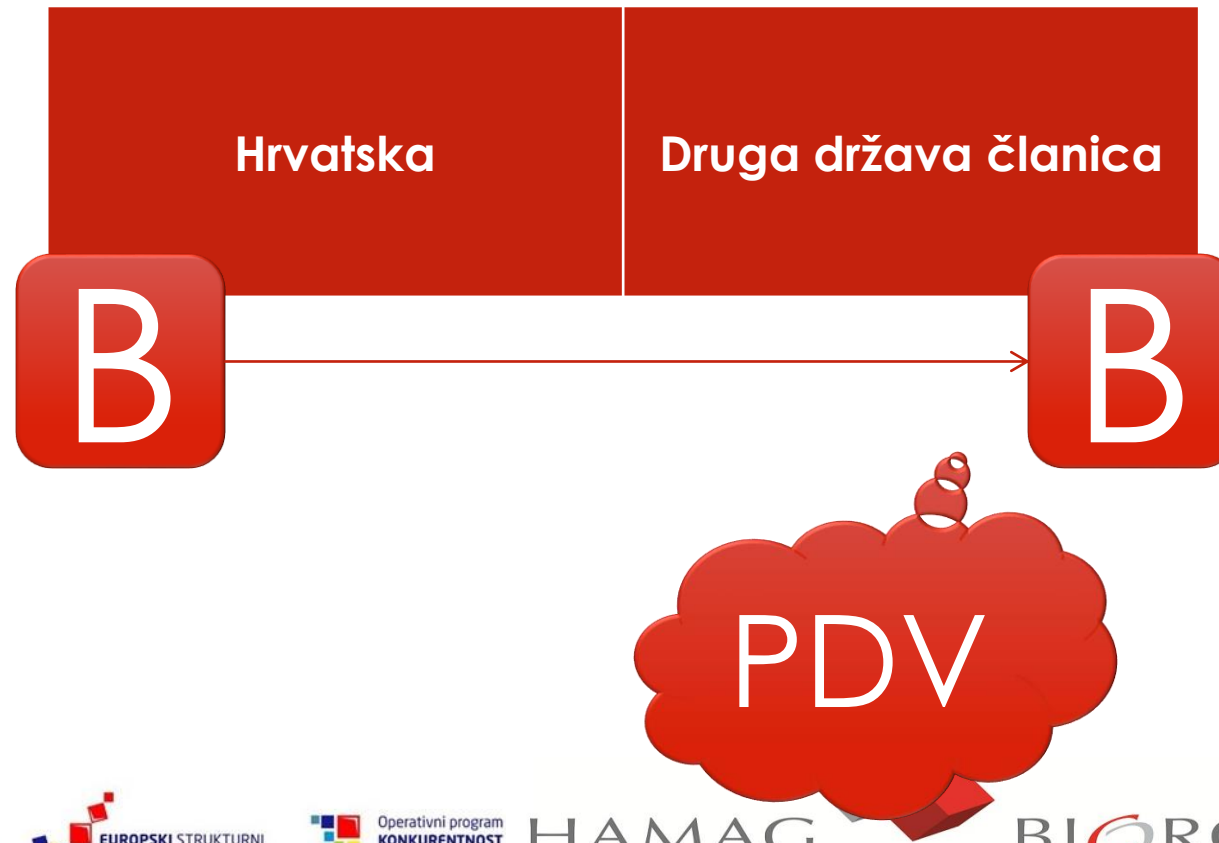 Hrvatska
Druga država članica
B
B
PDV
EUROPSKI STRUKTURNI
Operativni program
KONKURENTNOST
HAMAG